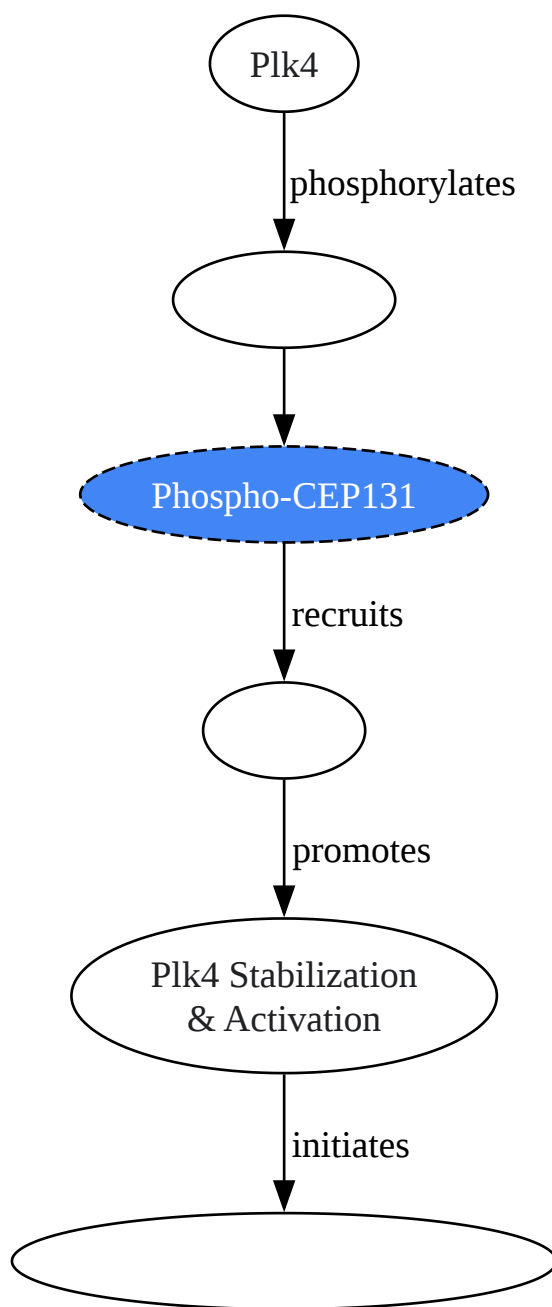 Plk4
phosphorylates
Phospho-CEP131
recruits
promotes
Plk4 Stabilization
& Activation
initiates